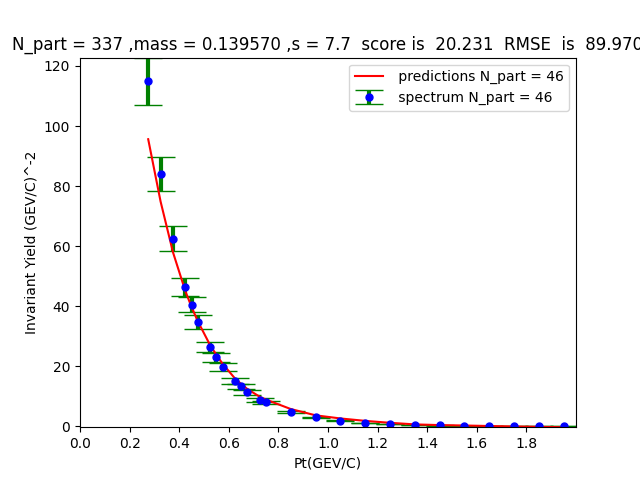 N_part = 337 ,mass = 0.139570 ,s = 7.7 score is 20.231 RMSE is 89.970
120
100
80
60
40
20
0
Invariant Yield (GEV/C)^-2
predictions N_part = 46
spectrum N_part = 46
0.0 0.2 0.4 0.6 0.8 1.0 1.2 1.4 1.6 1.8
Pt(GEV/C)